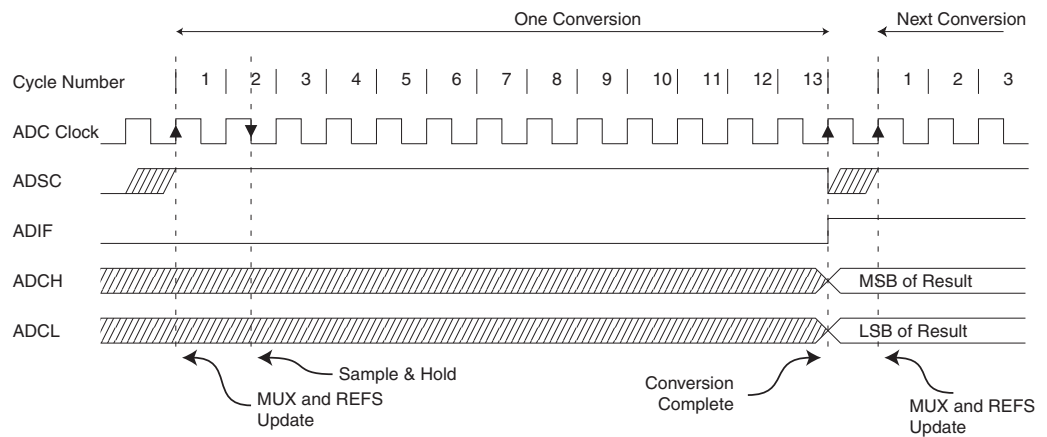 One Conversion
Next Conversion
Cycle Number
1 2 3 4 5 6 7 8 9 10 11 12 13 1 2 3
ADC Clock
ADSC
ADIF
ADCH
MSB of Result
ADCL
LSB of Result
Sample & Hold
MUX and REFS
Update
Conversion
Complete
MUX and REFS
Update